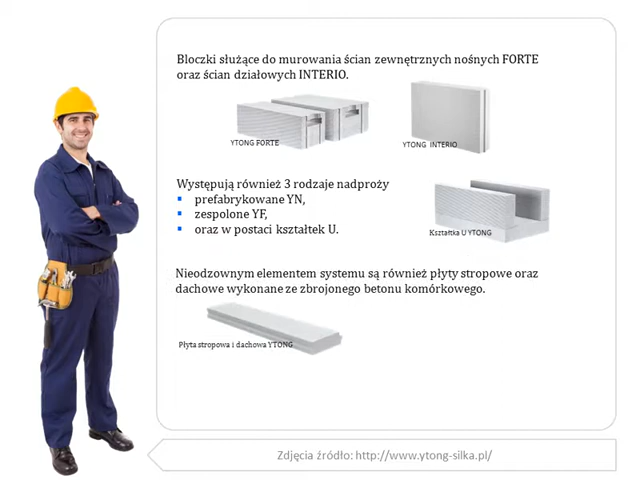 Bloczki służące do murowania ścian zewnętrznych nośnych FORTE
oraz ścian działowych INTERIO.
YTONG FORTE
YTONG INTERIO
Występują również 3 rodzaje nadproży
▪ prefabrykowane YN,
▪ zespolone YF,
▪ oraz w postaci kształtek U.
Kształtka U YTONG
Nieodzownym elementem systemu są również płyty stropowe oraz
dachowe wykonane ze zbrojonego betonu komórkowego.
Płyta stropowa i dachowa YTONG
Zdjęcia źródło: http://www.ytong-silka.pl/